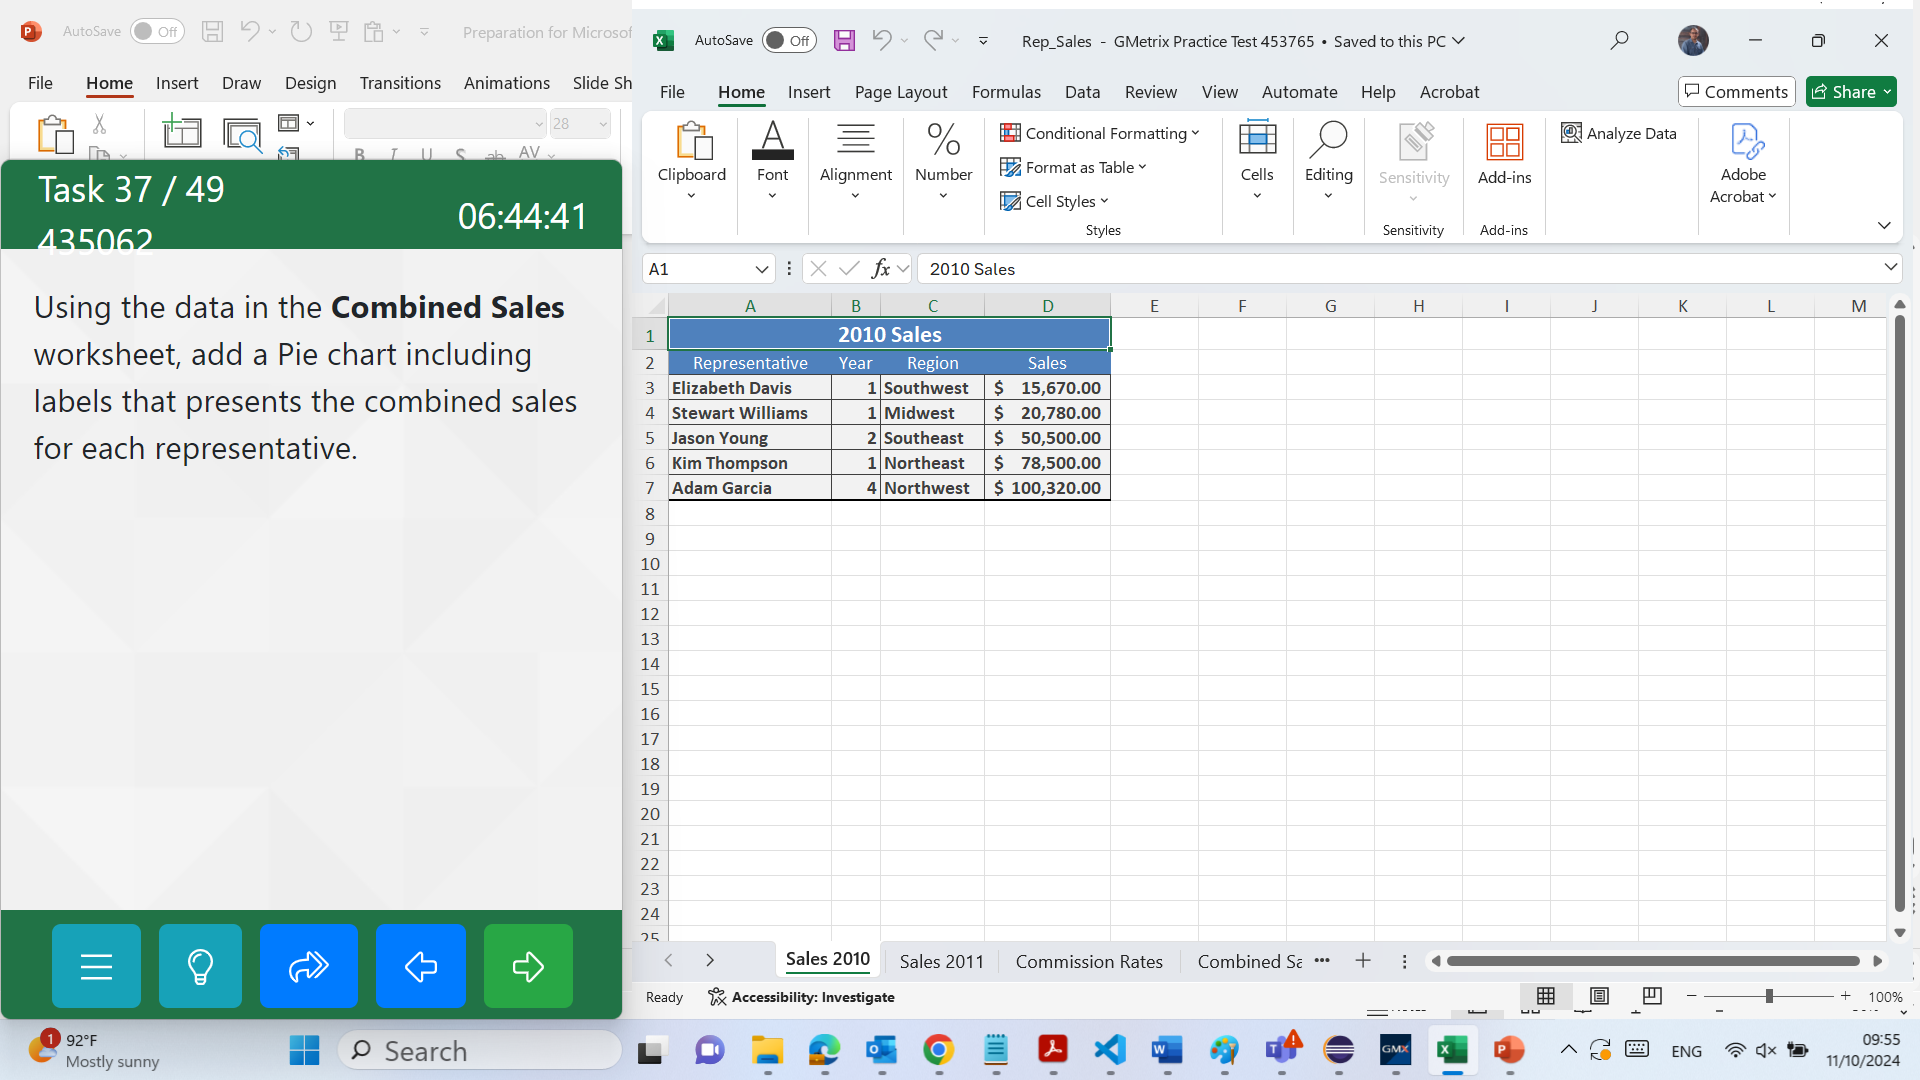 AutoSave Off Preparation for Microsof
File Home Insert Draw Design Transitions Animations Slide Sh
28
Task 37 / 49
435062
06:44:41
Using the data in the Combined Sales
worksheet, add a Pie chart including
labels that presents the combined sales
for each representative.
AutoSave Off Rep_Sales - GMetrix Practice Test 453765 • Saved to this PC
File Home Insert Page Layout Formulas Data Review View Automate Help Acrobat Comments Share
Clipboard Font Alignment Number
Conditional Formatting
Format as Table
Cell Styles
Styles
Cells Editing Sensitivity Add-ins Analyze Data Adobe Acrobat
Sensitivity Add-ins
A1 fx 2010 Sales
A B C D E F G H I J K L M
1 2010 Sales
2 Representative Year Region Sales
3 Elizabeth Davis 1 Southwest $ 15,670.00
4 Stewart Williams 1 Midwest $ 20,780.00
5 Jason Young 2 Southeast $ 50,500.00
6 Kim Thompson 1 Northeast $ 78,500.00
7 Adam Garcia 4 Northwest $ 100,320.00
8
9
10
11
12
13
14
15
16
17
18
19
20
21
22
23
24
25
Sales 2010 Sales 2011 Commission Rates Combined Sa ...
Ready Accessibility: Investigate 100%
1 92°F
Mostly sunny
Search
GMX
ENG
09:55
11/10/2024